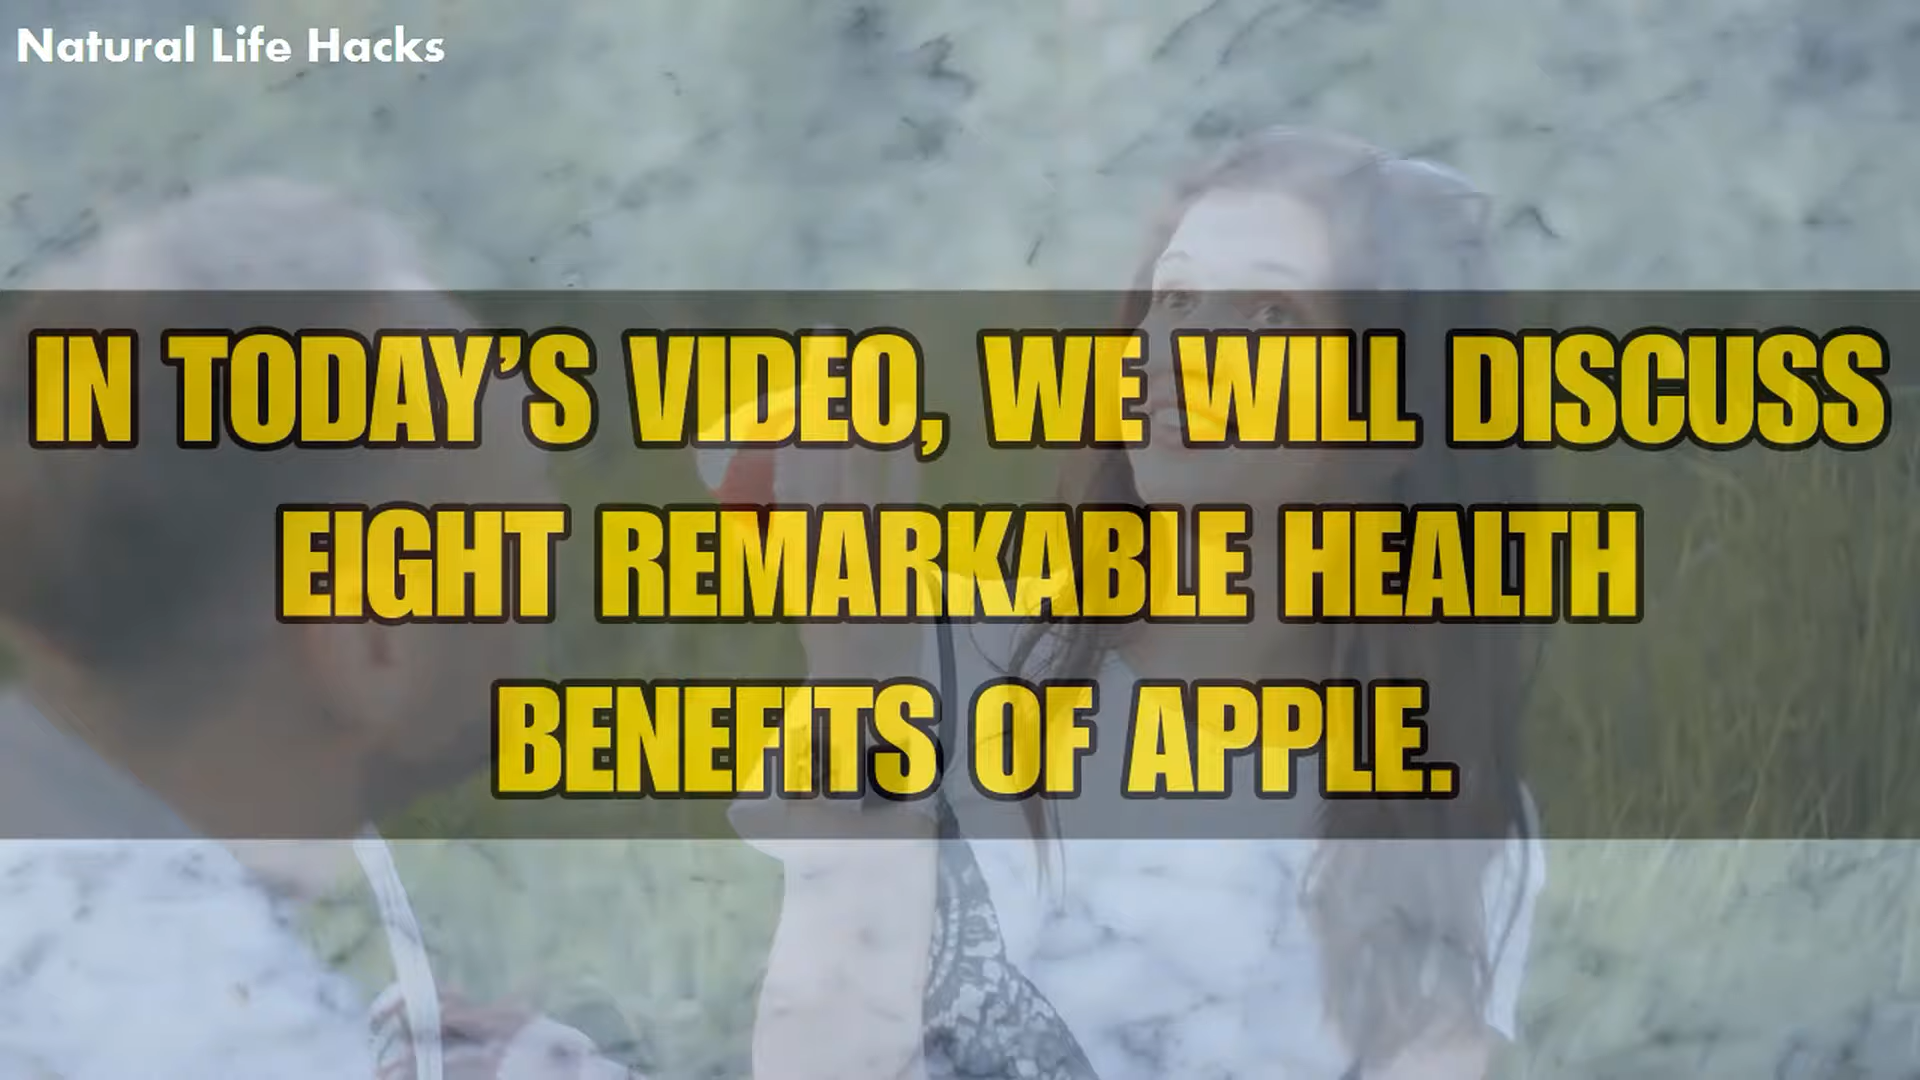 Natural Life Hacks
IN TODAY’S VIDEO, WE WILL DISCUSS
EIGHT REMARKABLE HEALTH
BENEFITS OF APPLE.